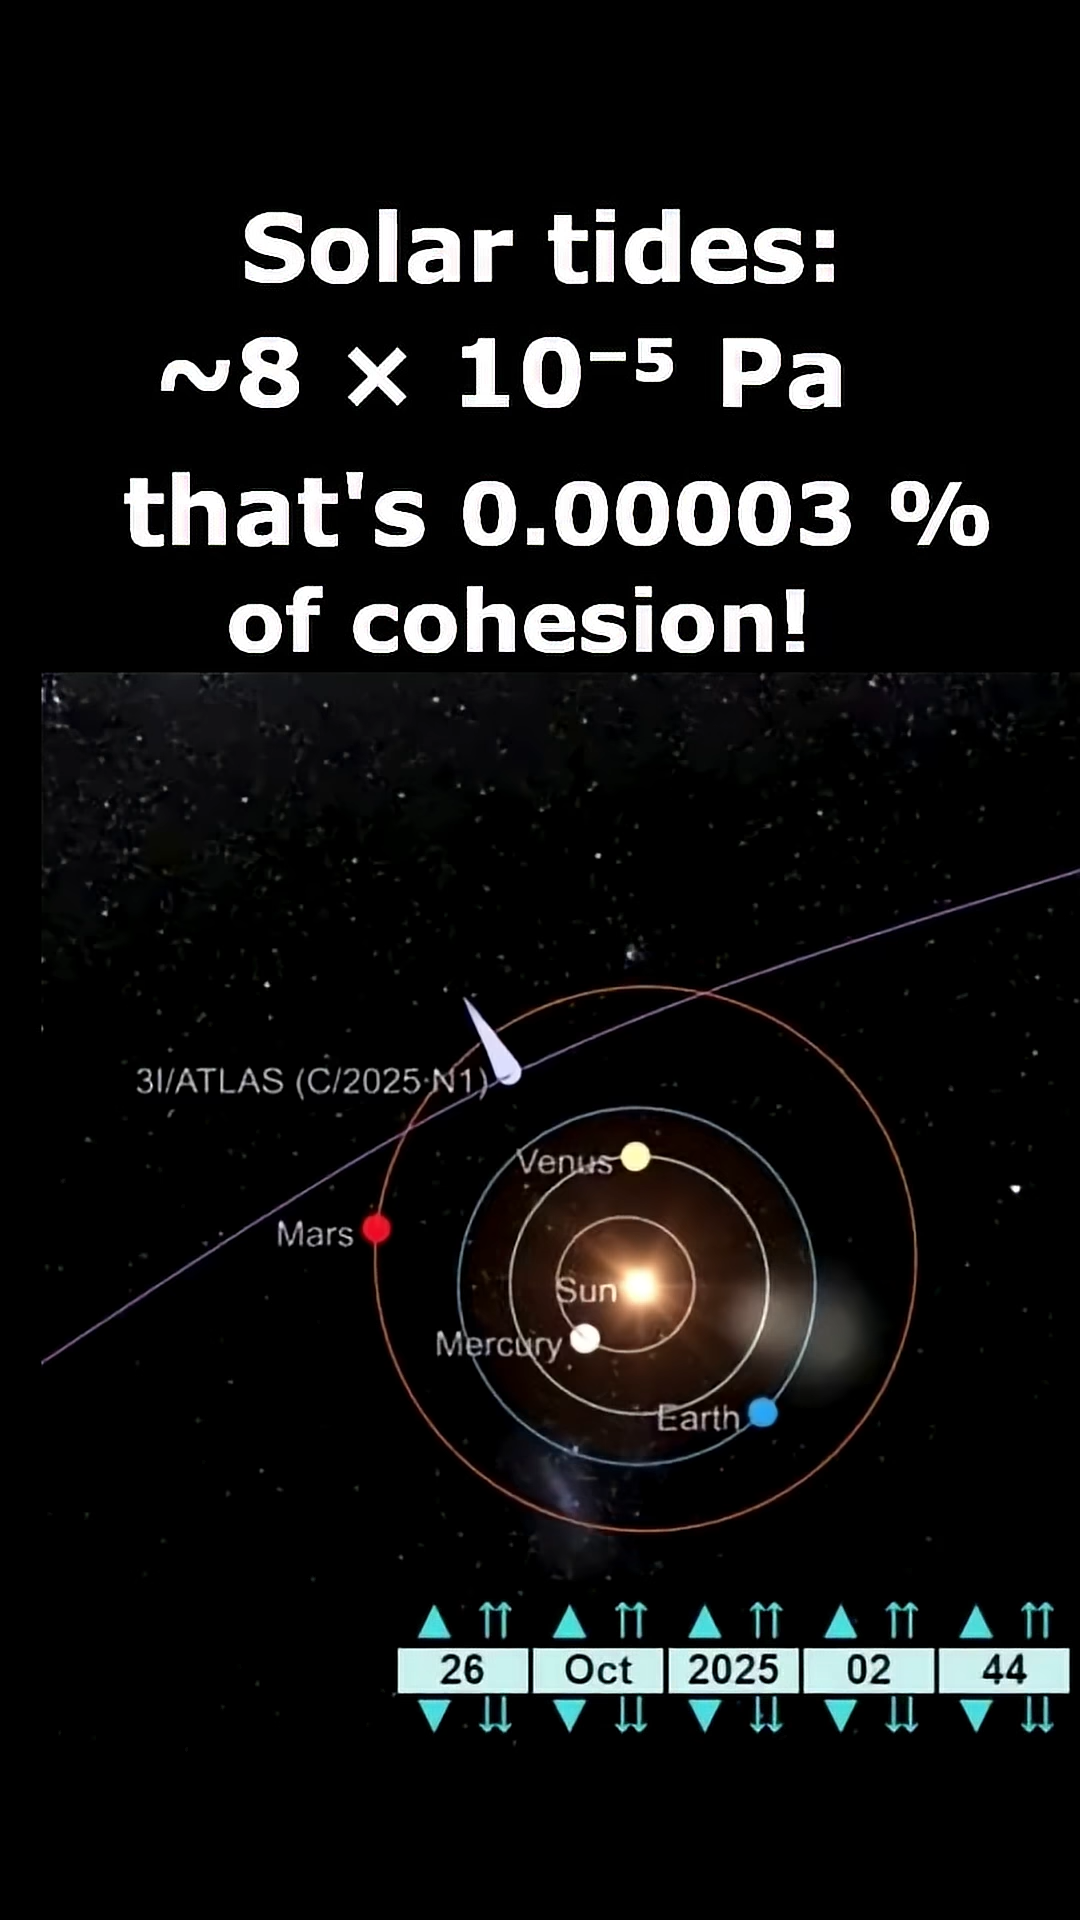 Solar tides:
~8 × 10⁻⁵ Pa
that's 0.00003 %
of cohesion!
3I/ATLAS (C/2025 N1)
Venus
Mars
Sun
Mercury
Earth
26 Oct 2025 02 44